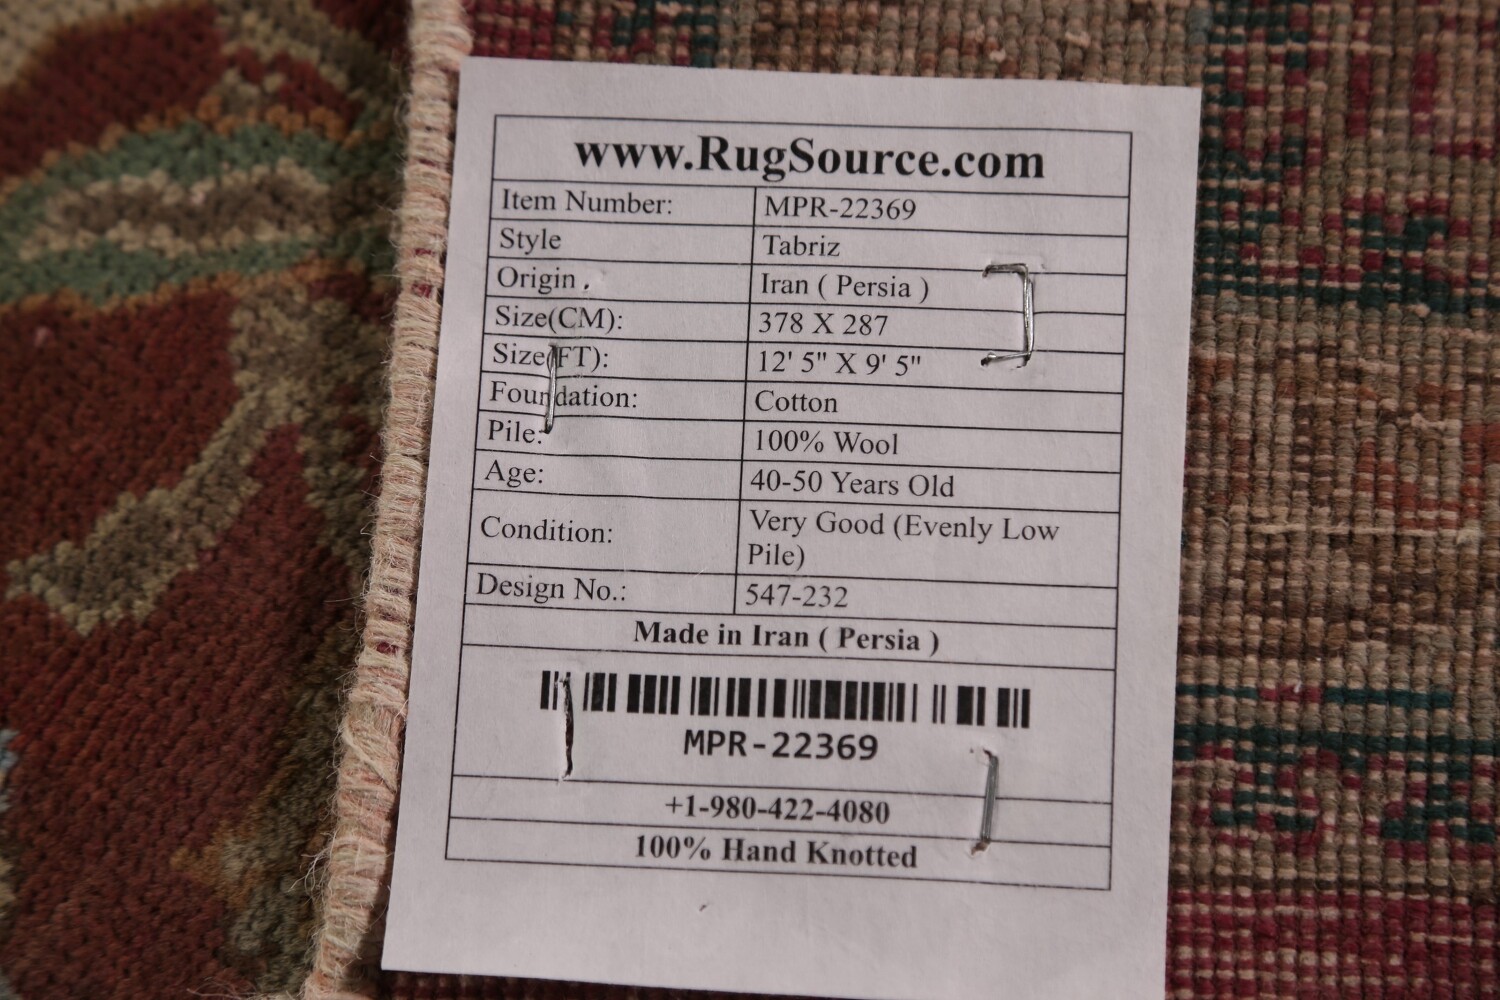 www.RugSource.com
Item Number: MPR-22369
Style Tabriz
Origin Iran ( Persia )
Size(CM): 378 X 287
Size(FT): 12' 5" X 9' 5"
Foundation: Cotton
Pile: 100% Wool
Age: 40-50 Years Old
Condition: Very Good (Evenly Low
Pile)
Design No.: 547-232
Made in Iran ( Persia )
MPR-22369
+1-980-422-4080
100% Hand Knotted